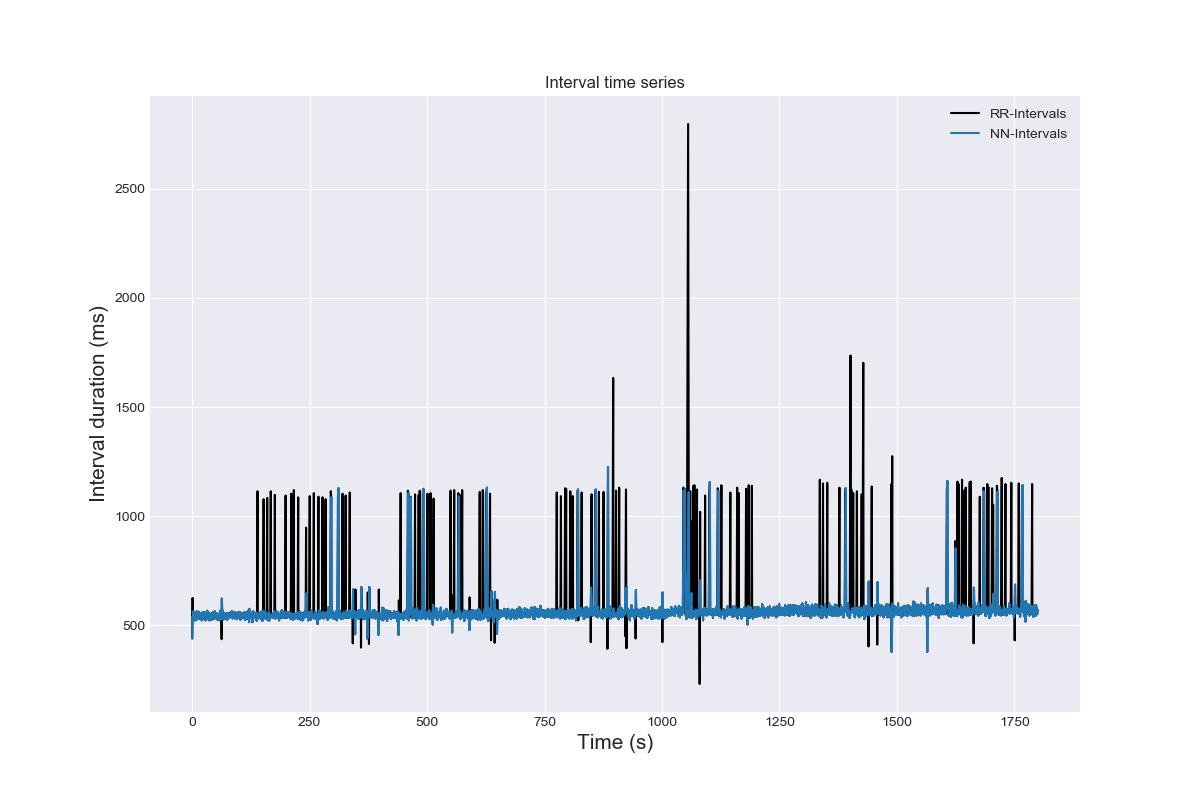 Interval time series
RR-Intervals
NN-Intervals
Interval duration (ms)
2500
2000
1500
1000
500
0
250
500
750
1000
1250
1500
1750
Time (s)